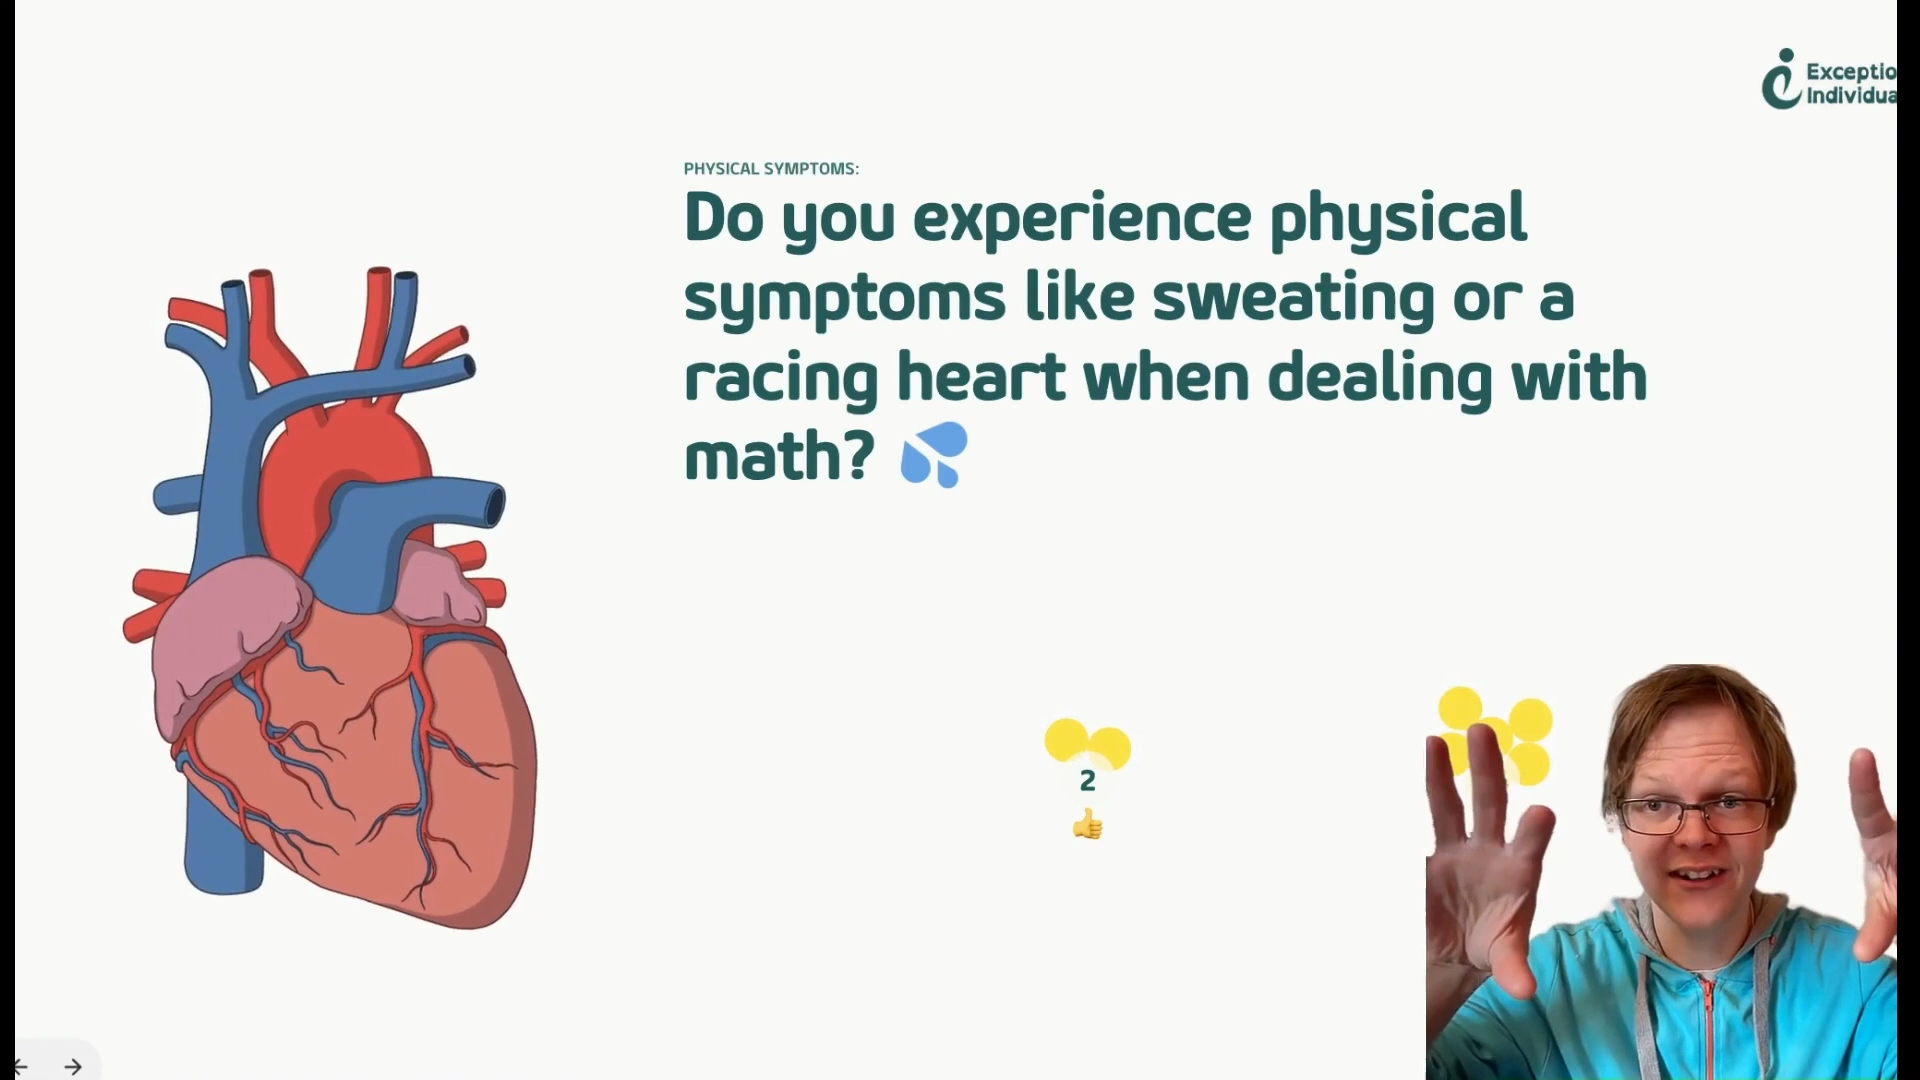 Exceptio
Individua
PHYSICAL SYMPTOMS:
Do you experience physical
symptoms like sweating or a
racing heart when dealing with
math?
2